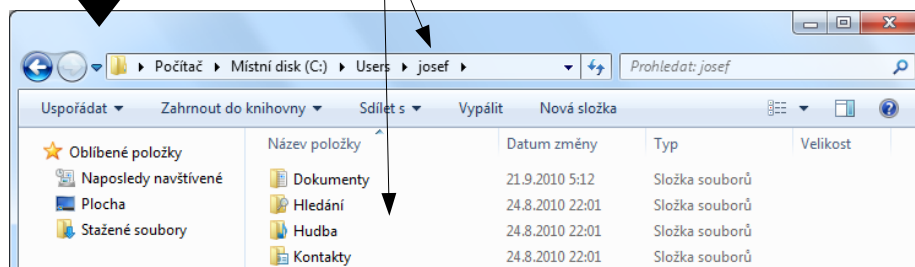 Počítač Místní disk (C:) Users josef Prohledat: josef
Uspořádat Zahrnout do knihovny Sdílet s Vypálit Nová složka
Název položky Datum změny Typ Velikost
Oblíbené položky
Naposledy navštívené Dokumenty 21.9.2010 5:12 Složka souborů
Plocha Hledání 24.8.2010 22:01 Složka souborů
Stažené soubory Hudba 24.8.2010 22:01 Složka souborů
Kontakty 24.8.2010 22:01 Složka souborů